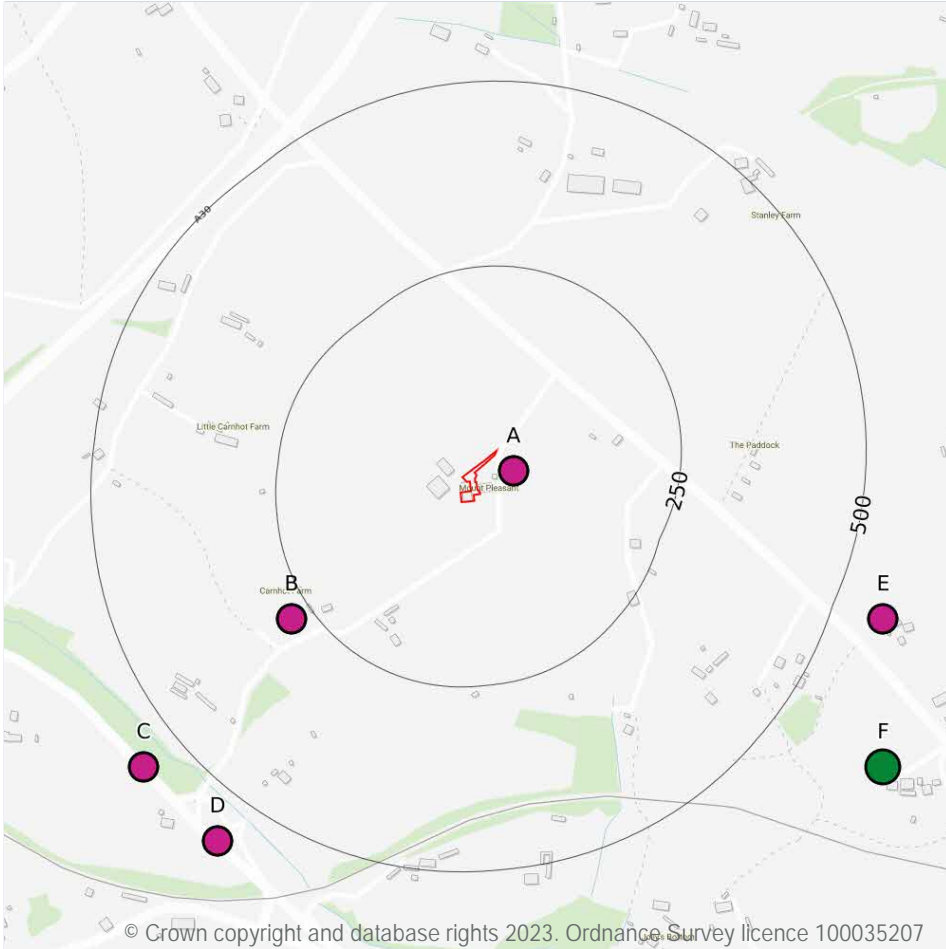 Stanley Farm
A30
Little Carnhot Farm
A
The Paddock
Mount Pleasant
250
500
B
Carnhot Farm
E
C
F
D
© Crown copyright and database rights 2023. Ordnance Survey licence 100035207